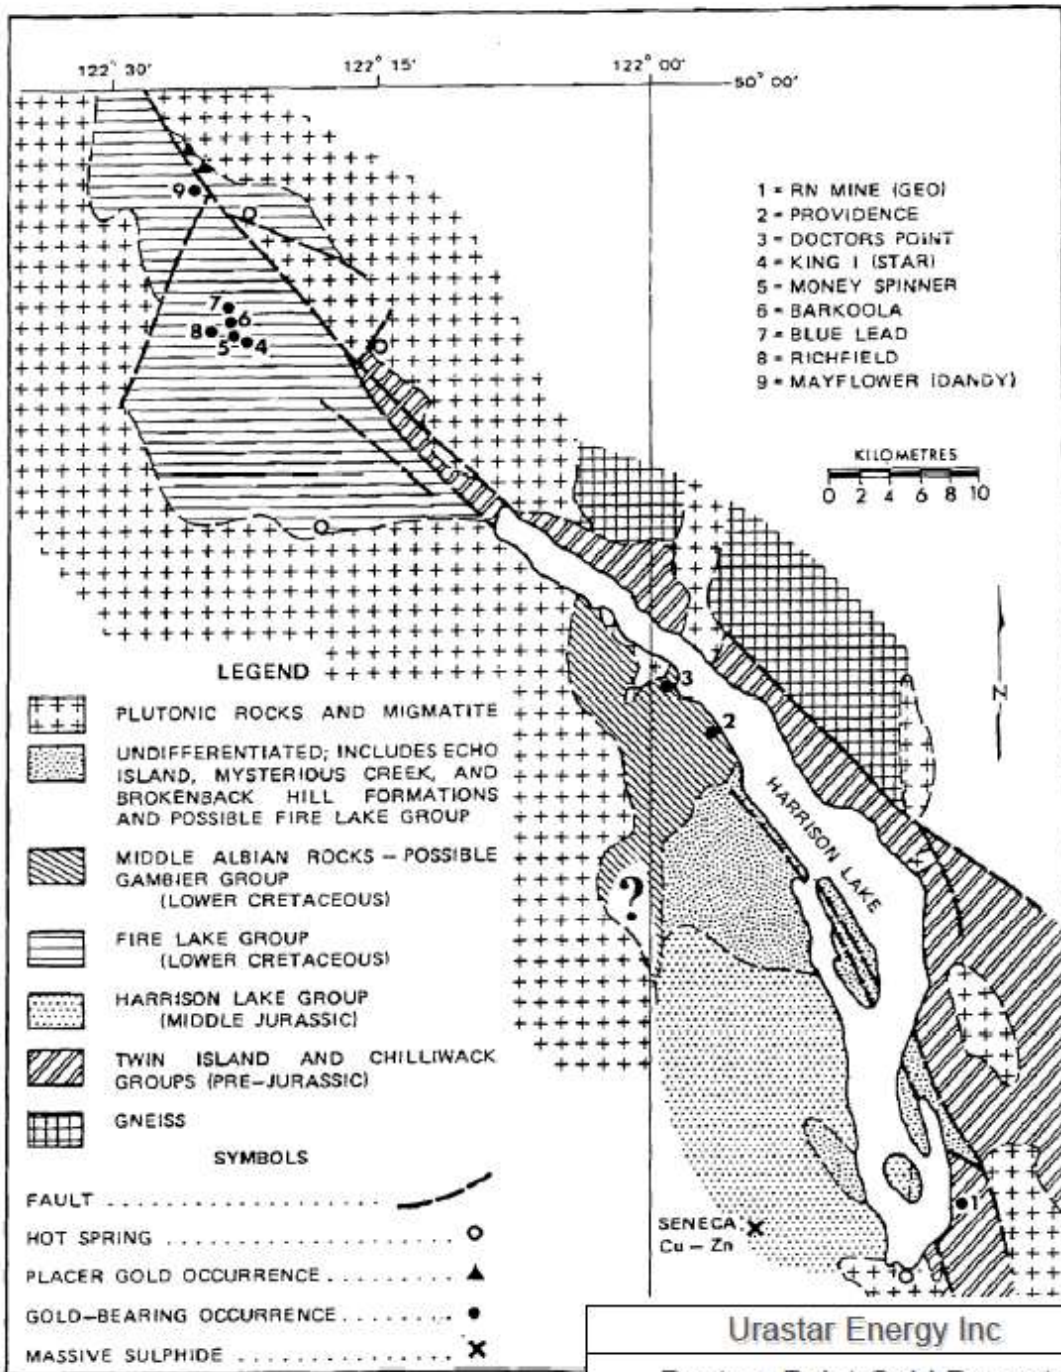 122° 30'
122° 15'
122° 00'
50° 00'
1 = RN MINE (GEO)
2 = PROVIDENCE
3 = DOCTORS POINT
4 = KING I (STAR)
5 = MONEY SPINNER
6 = BARKOOLA
7 = BLUE LEAD
8 = RICHFIELD
9 = MAYFLOWER (DANDY)
9
7
6
8
5
4
KILOMETRES
0 2 4 6 8 10
N
3
2
HARRISON LAKE
?
1
SENECA
Cu – Zn
LEGEND
PLUTONIC ROCKS AND MIGMATITE
UNDIFFERENTIATED; INCLUDES ECHO
ISLAND, MYSTERIOUS CREEK, AND
BROKENBACK HILL FORMATIONS
AND POSSIBLE FIRE LAKE GROUP
MIDDLE ALBIAN ROCKS – POSSIBLE
GAMBIER GROUP
(LOWER CRETACEOUS)
FIRE LAKE GROUP
(LOWER CRETACEOUS)
HARRISON LAKE GROUP
(MIDDLE JURASSIC)
TWIN ISLAND AND CHILLIWACK
GROUPS (PRE-JURASSIC)
GNEISS
SYMBOLS
FAULT
HOT SPRING
PLACER GOLD OCCURRENCE
GOLD–BEARING OCCURRENCE
MASSIVE SULPHIDE
Urastar Energy Inc